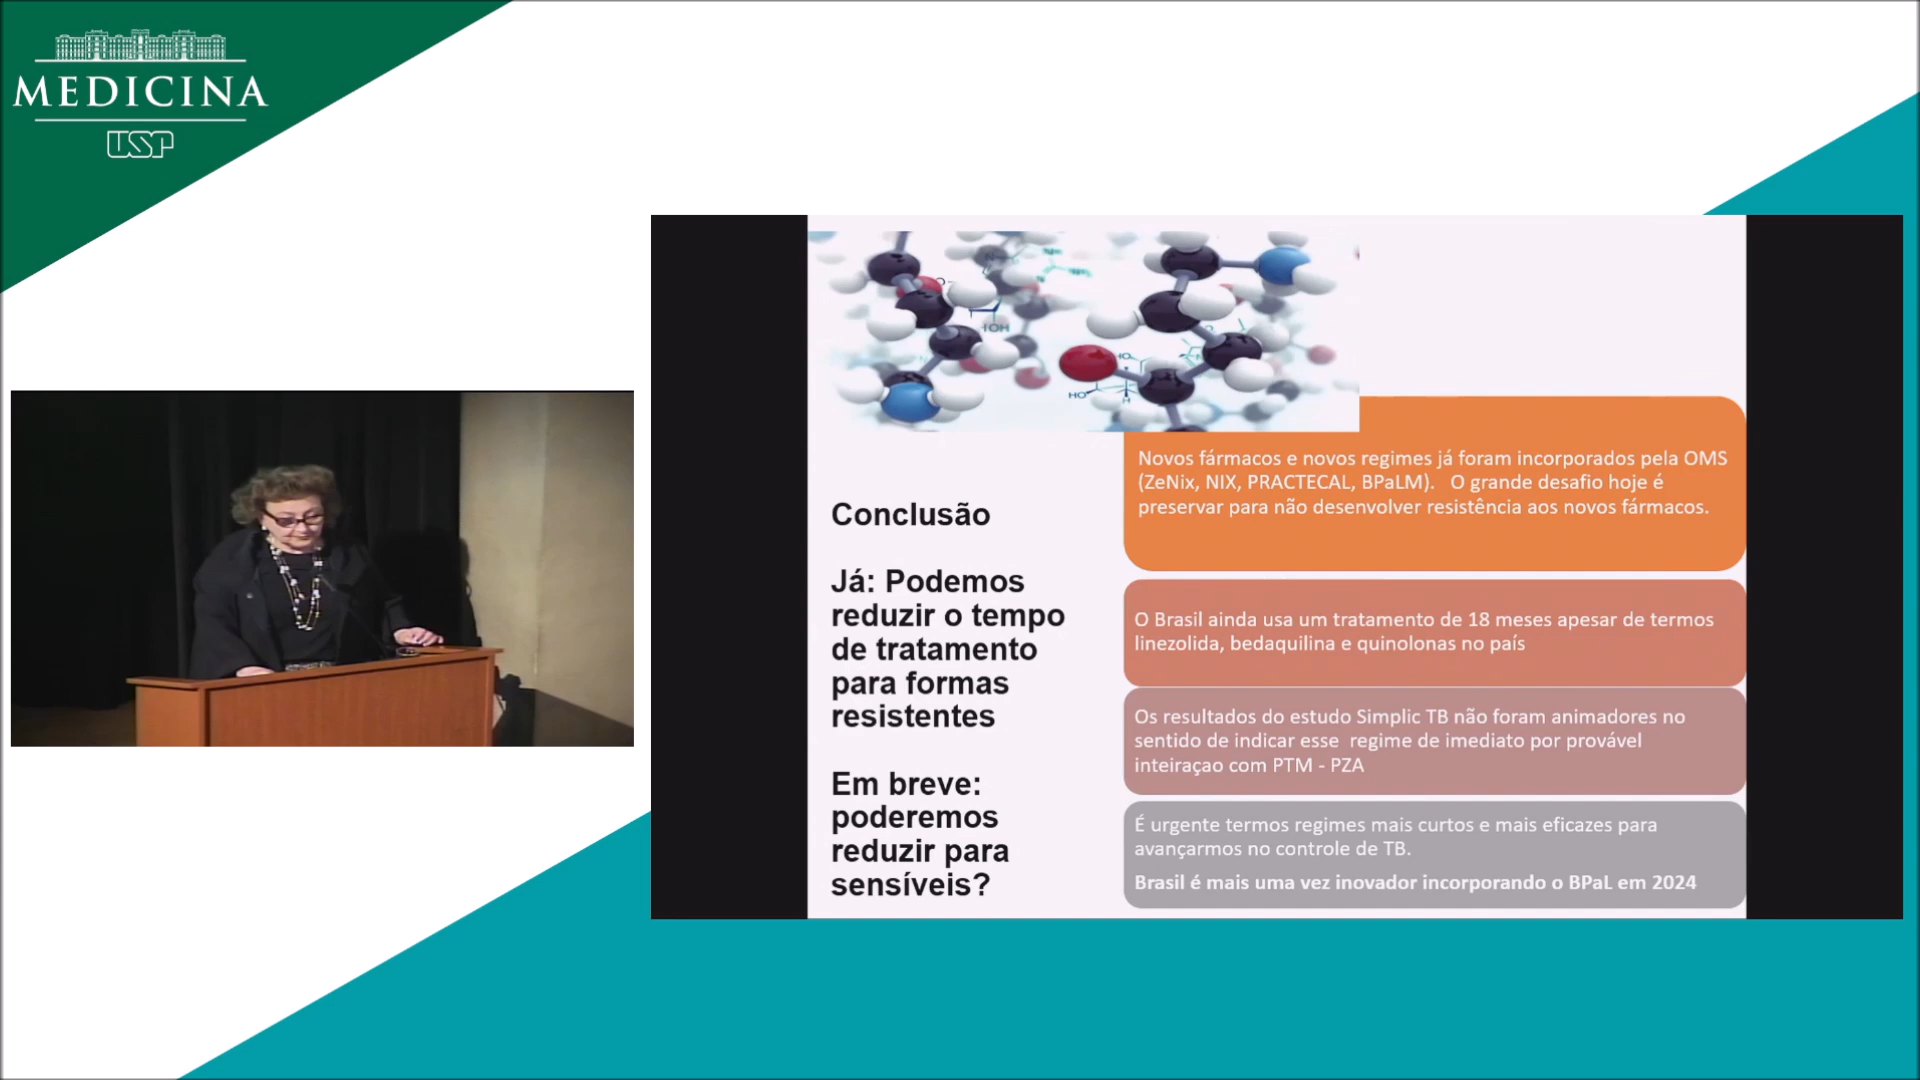 MEDICINA
USP
Conclusão
Já: Podemos
reduzir o tempo
de tratamento
para formas
resistentes
Em breve:
poderemos
reduzir para
sensíveis?
OH
HO
HO
H
Novos fármacos e novos regimes já foram incorporados pela OMS
(ZeNix, NIX, PRACTECAL, BPaLM). O grande desafio hoje é
preservar para não desenvolver resistência aos novos fármacos.
O Brasil ainda usa um tratamento de 18 meses apesar de termos
linezolida, bedaquilina e quinolonas no país
Os resultados do estudo Simplic TB não foram animadores no
sentido de indicar esse regime de imediato por provável
inteiraçao com PTM - PZA
É urgente termos regimes mais curtos e mais eficazes para
avançarmos no controle de TB.
Brasil é mais uma vez inovador incorporando o BPaL em 2024